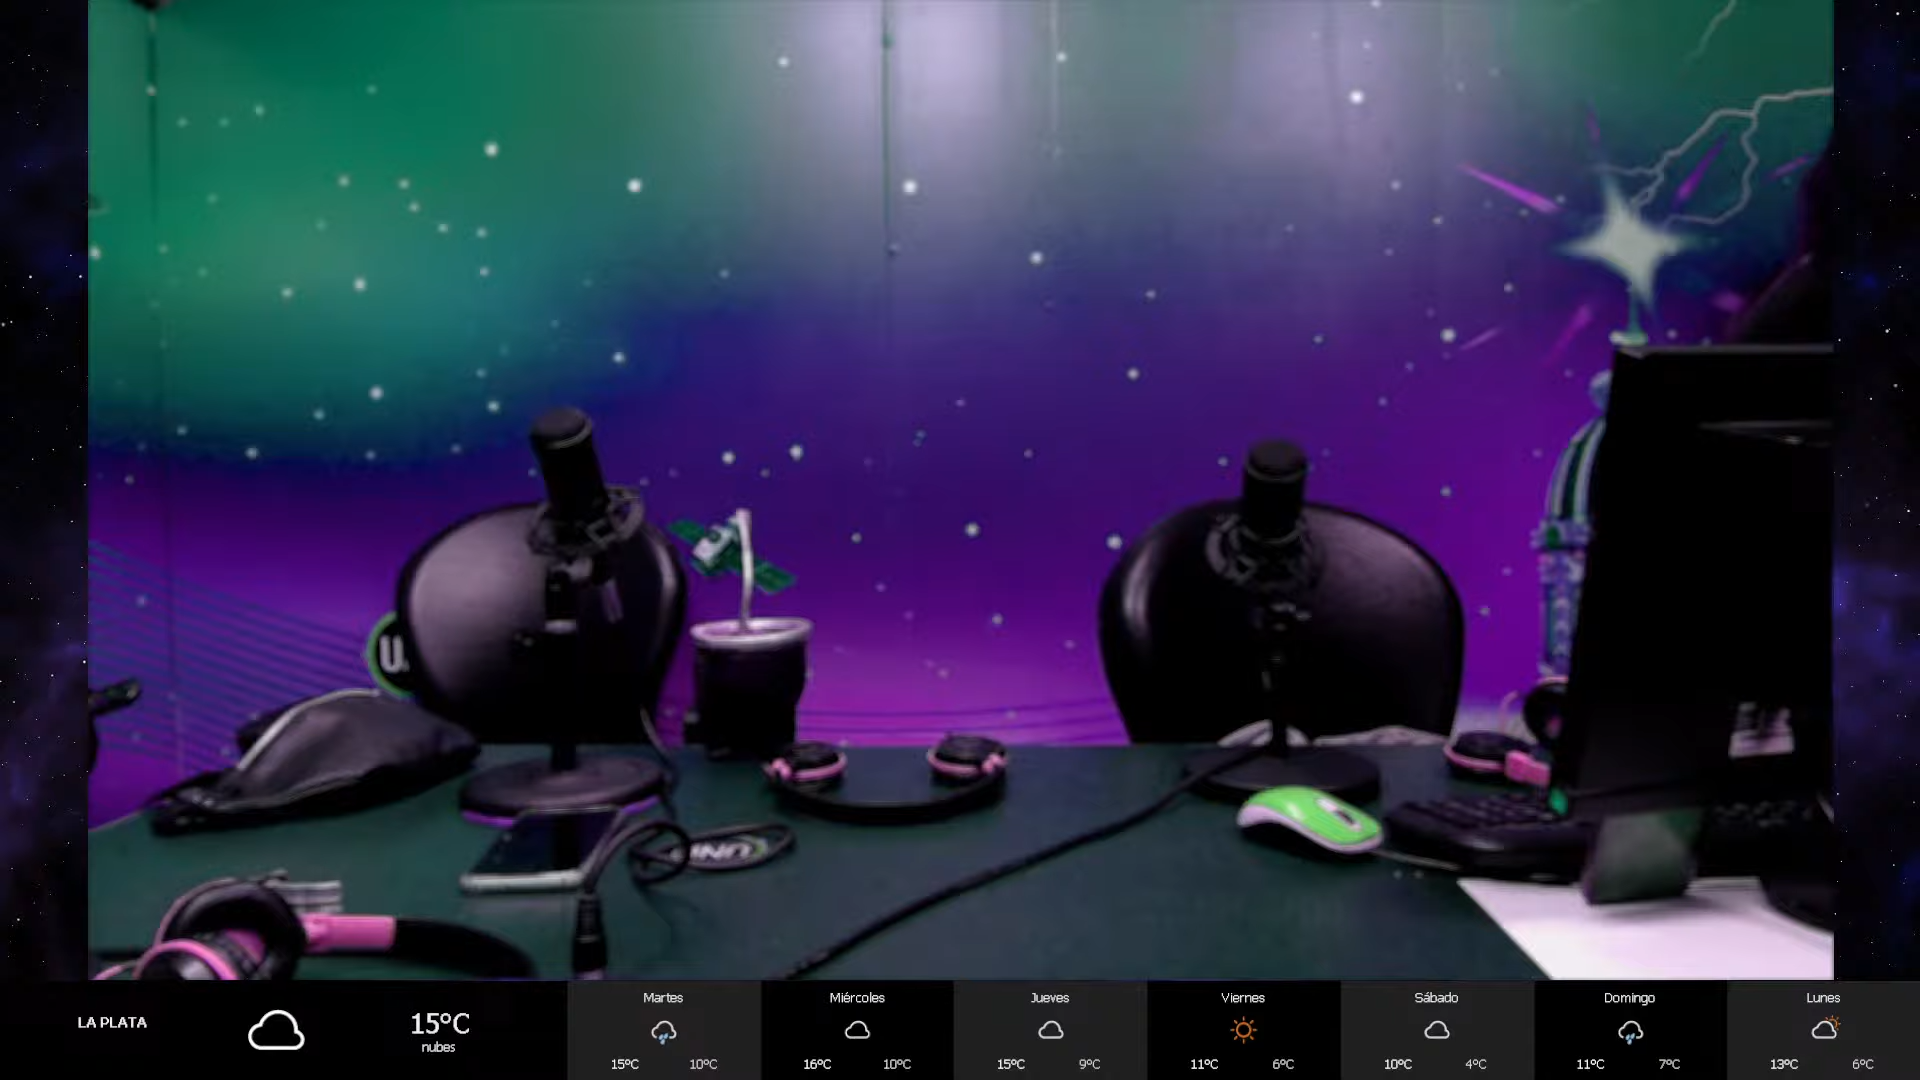 U.
UNLP
LA PLATA
15°C
nubes
Martes
15°C 10°C
Miércoles
16°C 10°C
Jueves
15°C 9°C
Viernes
11°C 6°C
Sábado
10°C 4°C
Domingo
11°C 7°C
Lunes
13°C 6°C